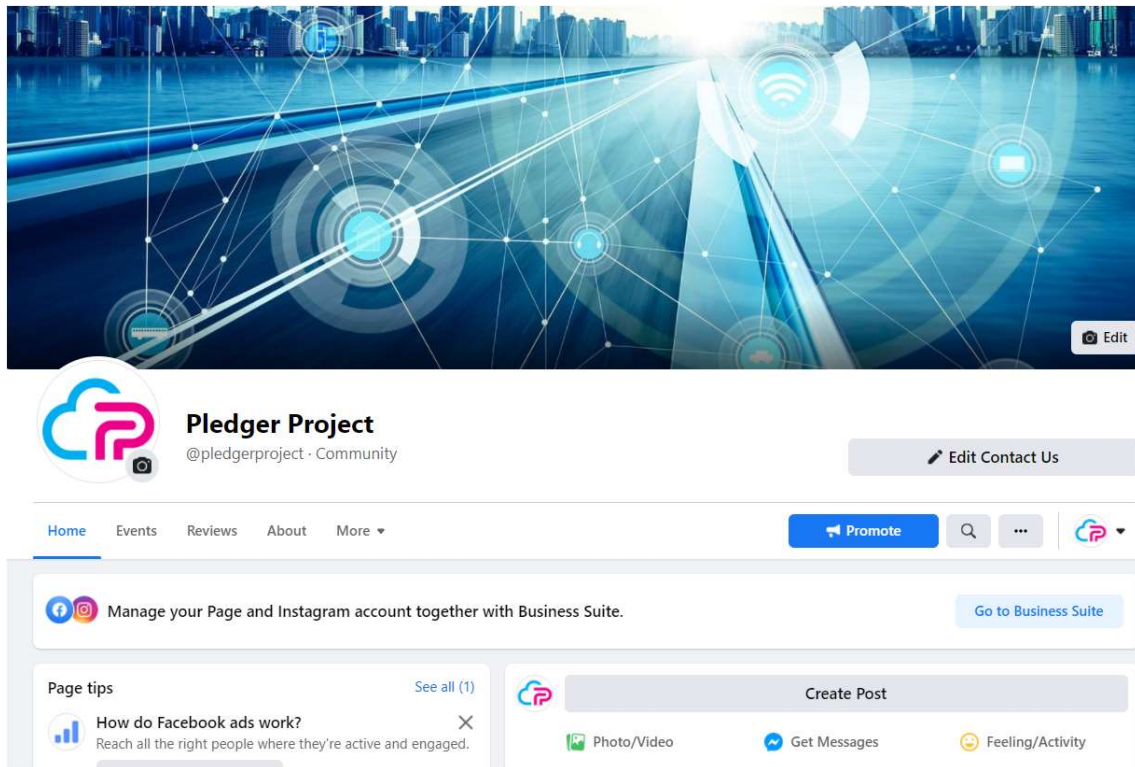 Edit
Pledger Project
@pledgerproject · Community
Edit Contact Us
Home Events Reviews About More
Promote
Manage your Page and Instagram account together with Business Suite.
Go to Business Suite
Page tips
See all (1)
How do Facebook ads work?
Reach all the right people where they're active and engaged.
Create Post
Photo/Video Get Messages Feeling/Activity